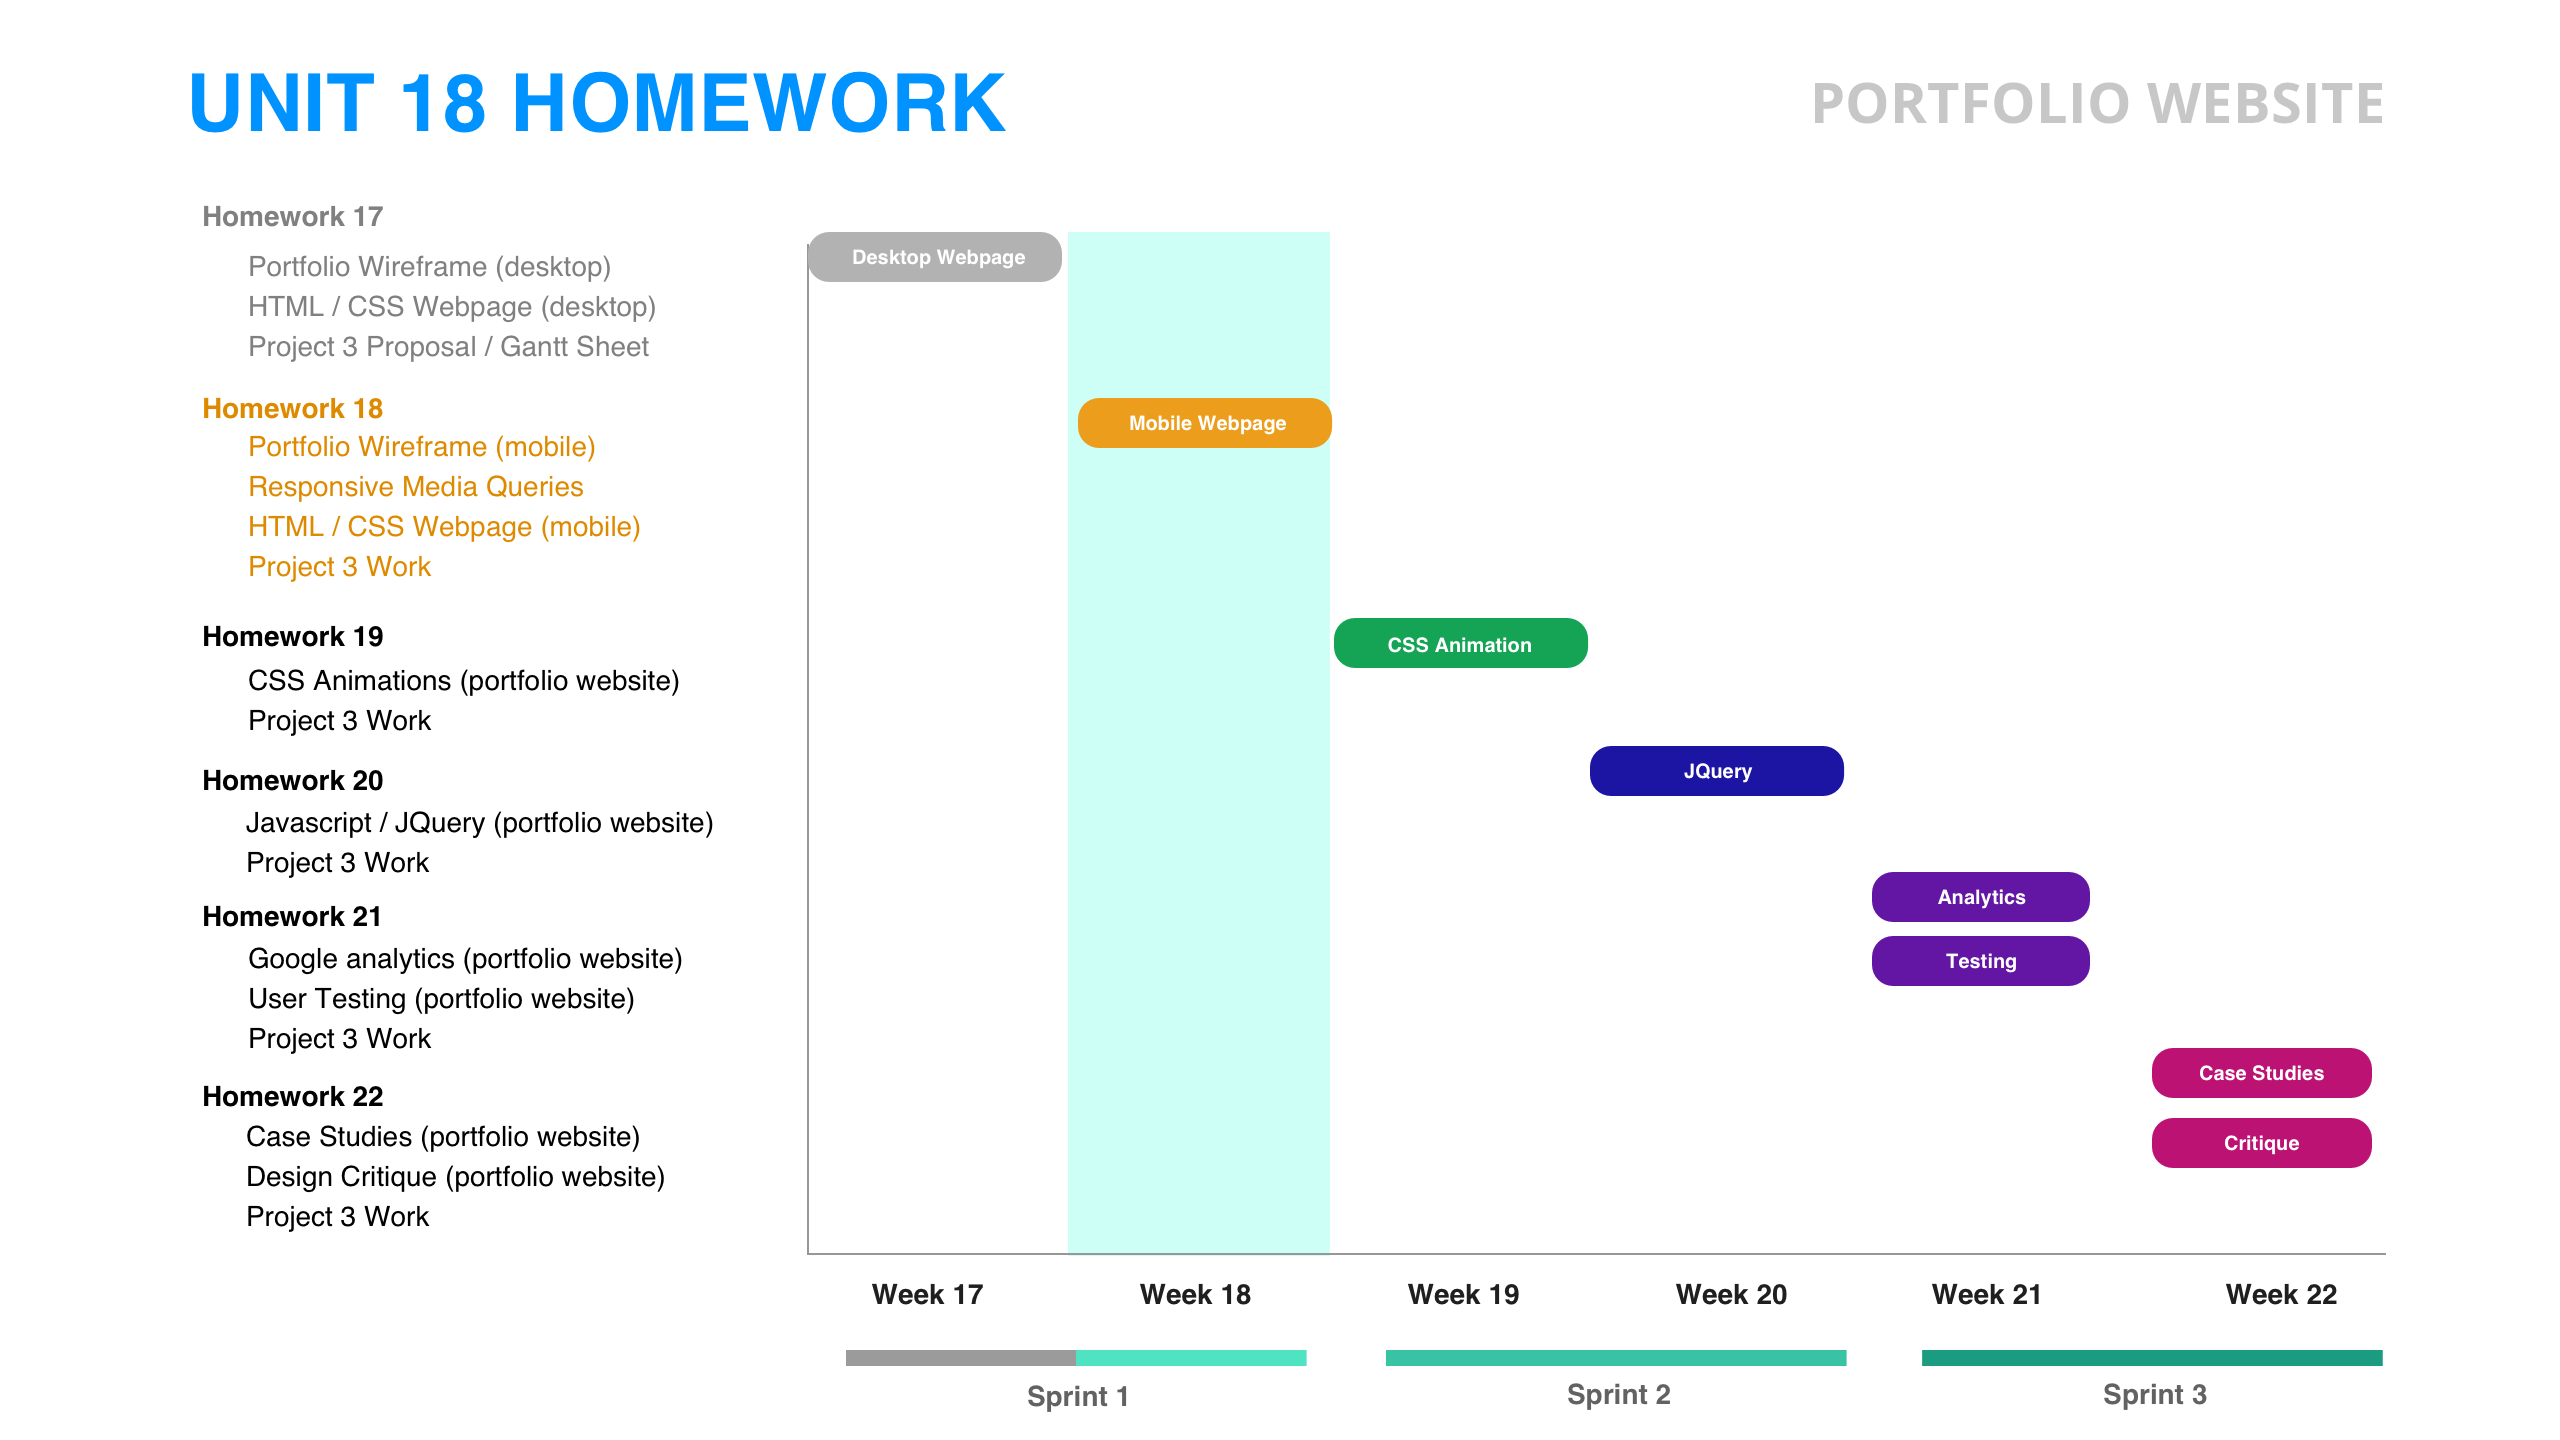 UNIT 18 HOMEWORK
PORTFOLIO WEBSITE
Homework 17
Portfolio Wireframe (desktop)
HTML / CSS Webpage (desktop)
Project 3 Proposal / Gantt Sheet
Homework 18
Portfolio Wireframe (mobile)
Responsive Media Queries
HTML / CSS Webpage (mobile)
Project 3 Work
Homework 19
CSS Animations (portfolio website)
Project 3 Work
Homework 20
Javascript / JQuery (portfolio website)
Project 3 Work
Homework 21
Google analytics (portfolio website)
User Testing (portfolio website)
Project 3 Work
Homework 22
Case Studies (portfolio website)
Design Critique (portfolio website)
Project 3 Work
Desktop Webpage
Mobile Webpage
CSS Animation
JQuery
Analytics
Testing
Case Studies
Critique
Week 17
Week 18
Week 19
Week 20
Week 21
Week 22
Sprint 1
Sprint 2
Sprint 3